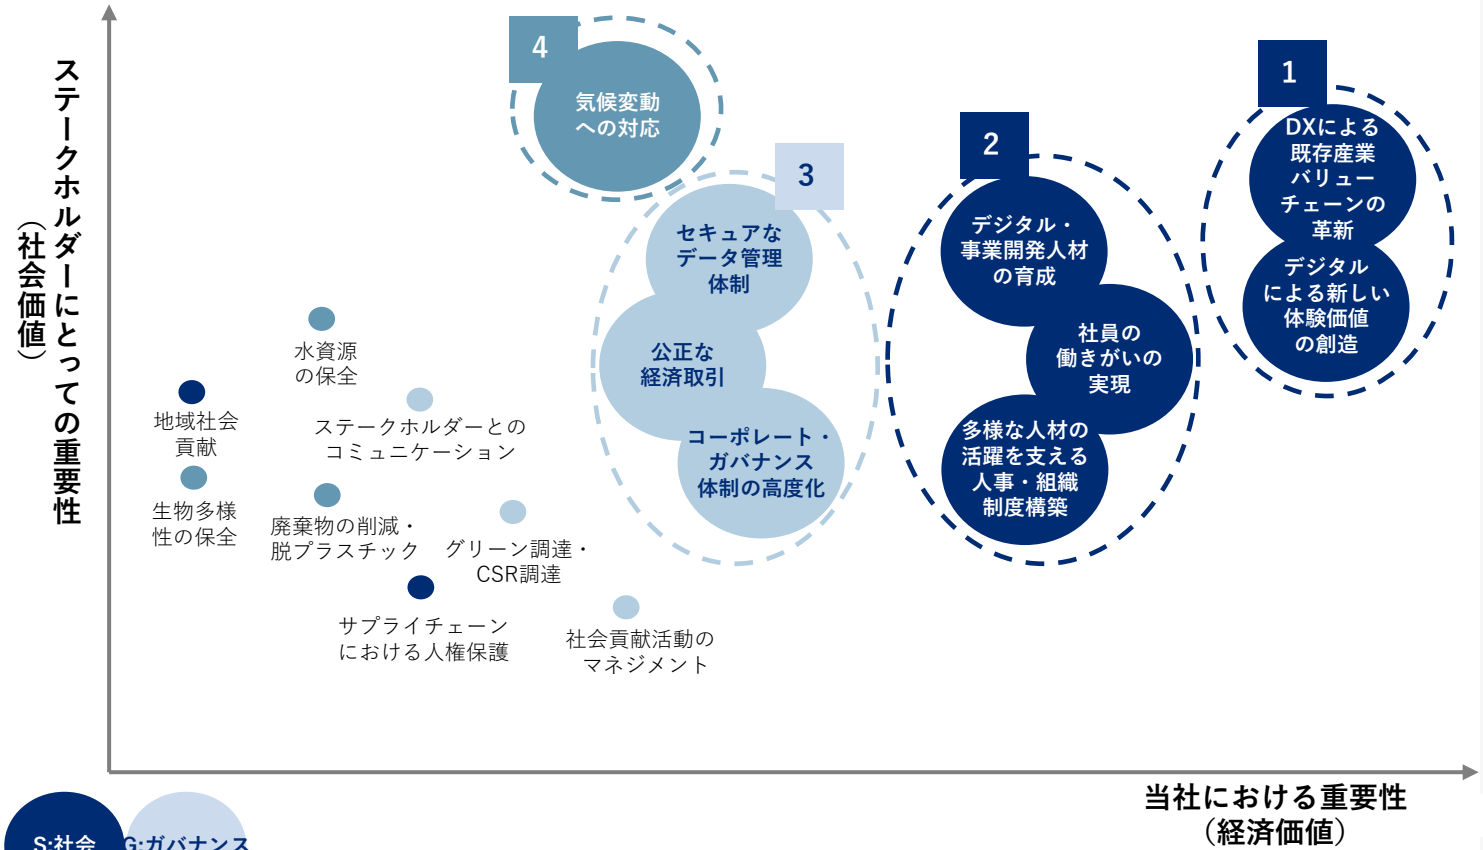 ステークホルダーにとっての重要性
（社会価値）
4
気候変動
への対応
3
セキュアな
データ管理
体制
公正な
経済取引
コーポレート・
ガバナンス
体制の高度化
2
デジタル・
事業開発人材
の育成
社員の
働きがいの
実現
多様な人材の
活躍を支える
人事・組織
制度構築
1
DXによる
既存産業
バリュー
チェーンの
革新
デジタル
による新しい
体験価値
の創造
水資源
の保全
地域社会
貢献
ステークホルダーとの
コミュニケーション
生物多様
性の保全
廃棄物の削減・
脱プラスチック
グリーン調達・
CSR調達
サプライチェーン
における人権保護
社会貢献活動の
マネジメント
当社における重要性
（経済価値）
S:社会
G:ガバナンス